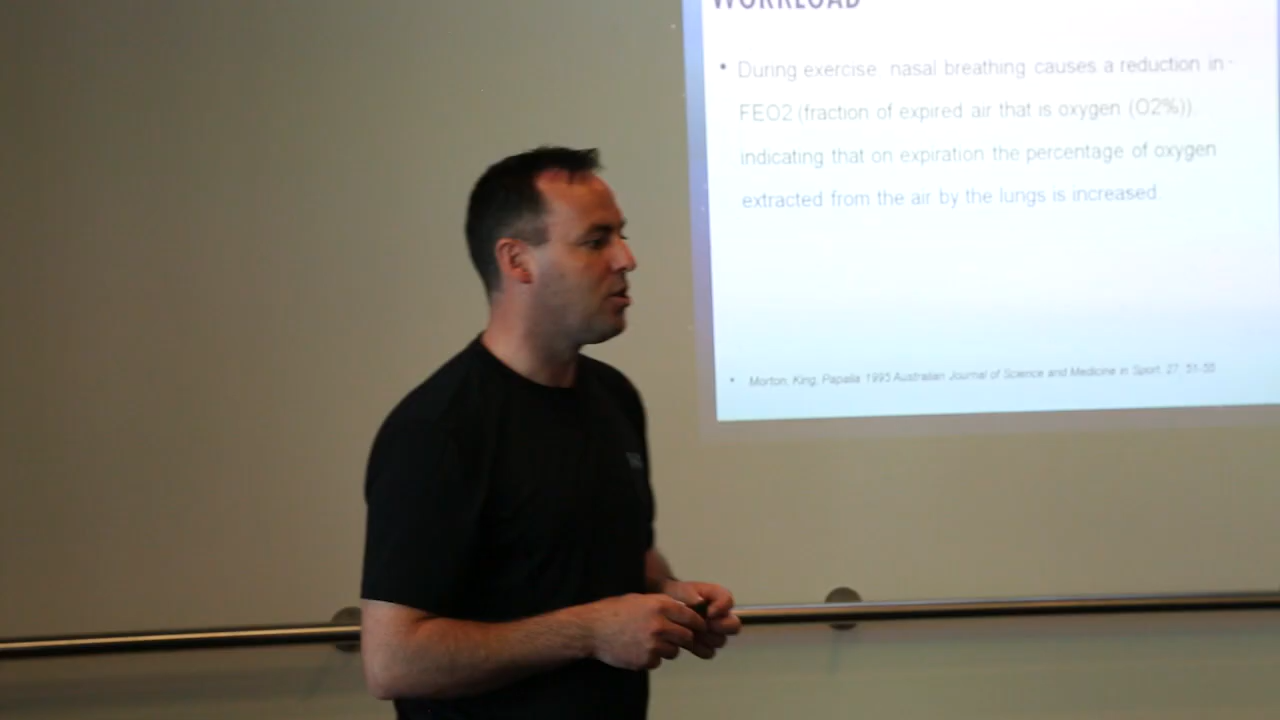 WORKLOAD
• During exercise nasal breathing causes a reduction in
FEO2 (fraction of expired air that is oxygen (O2%)).
indicating that on expiration the percentage of oxygen
extracted from the air by the lungs is increased.
• Morton, King, Papalia 1995 Australian Journal of Science and Medicine in Sport. 27, 51-55